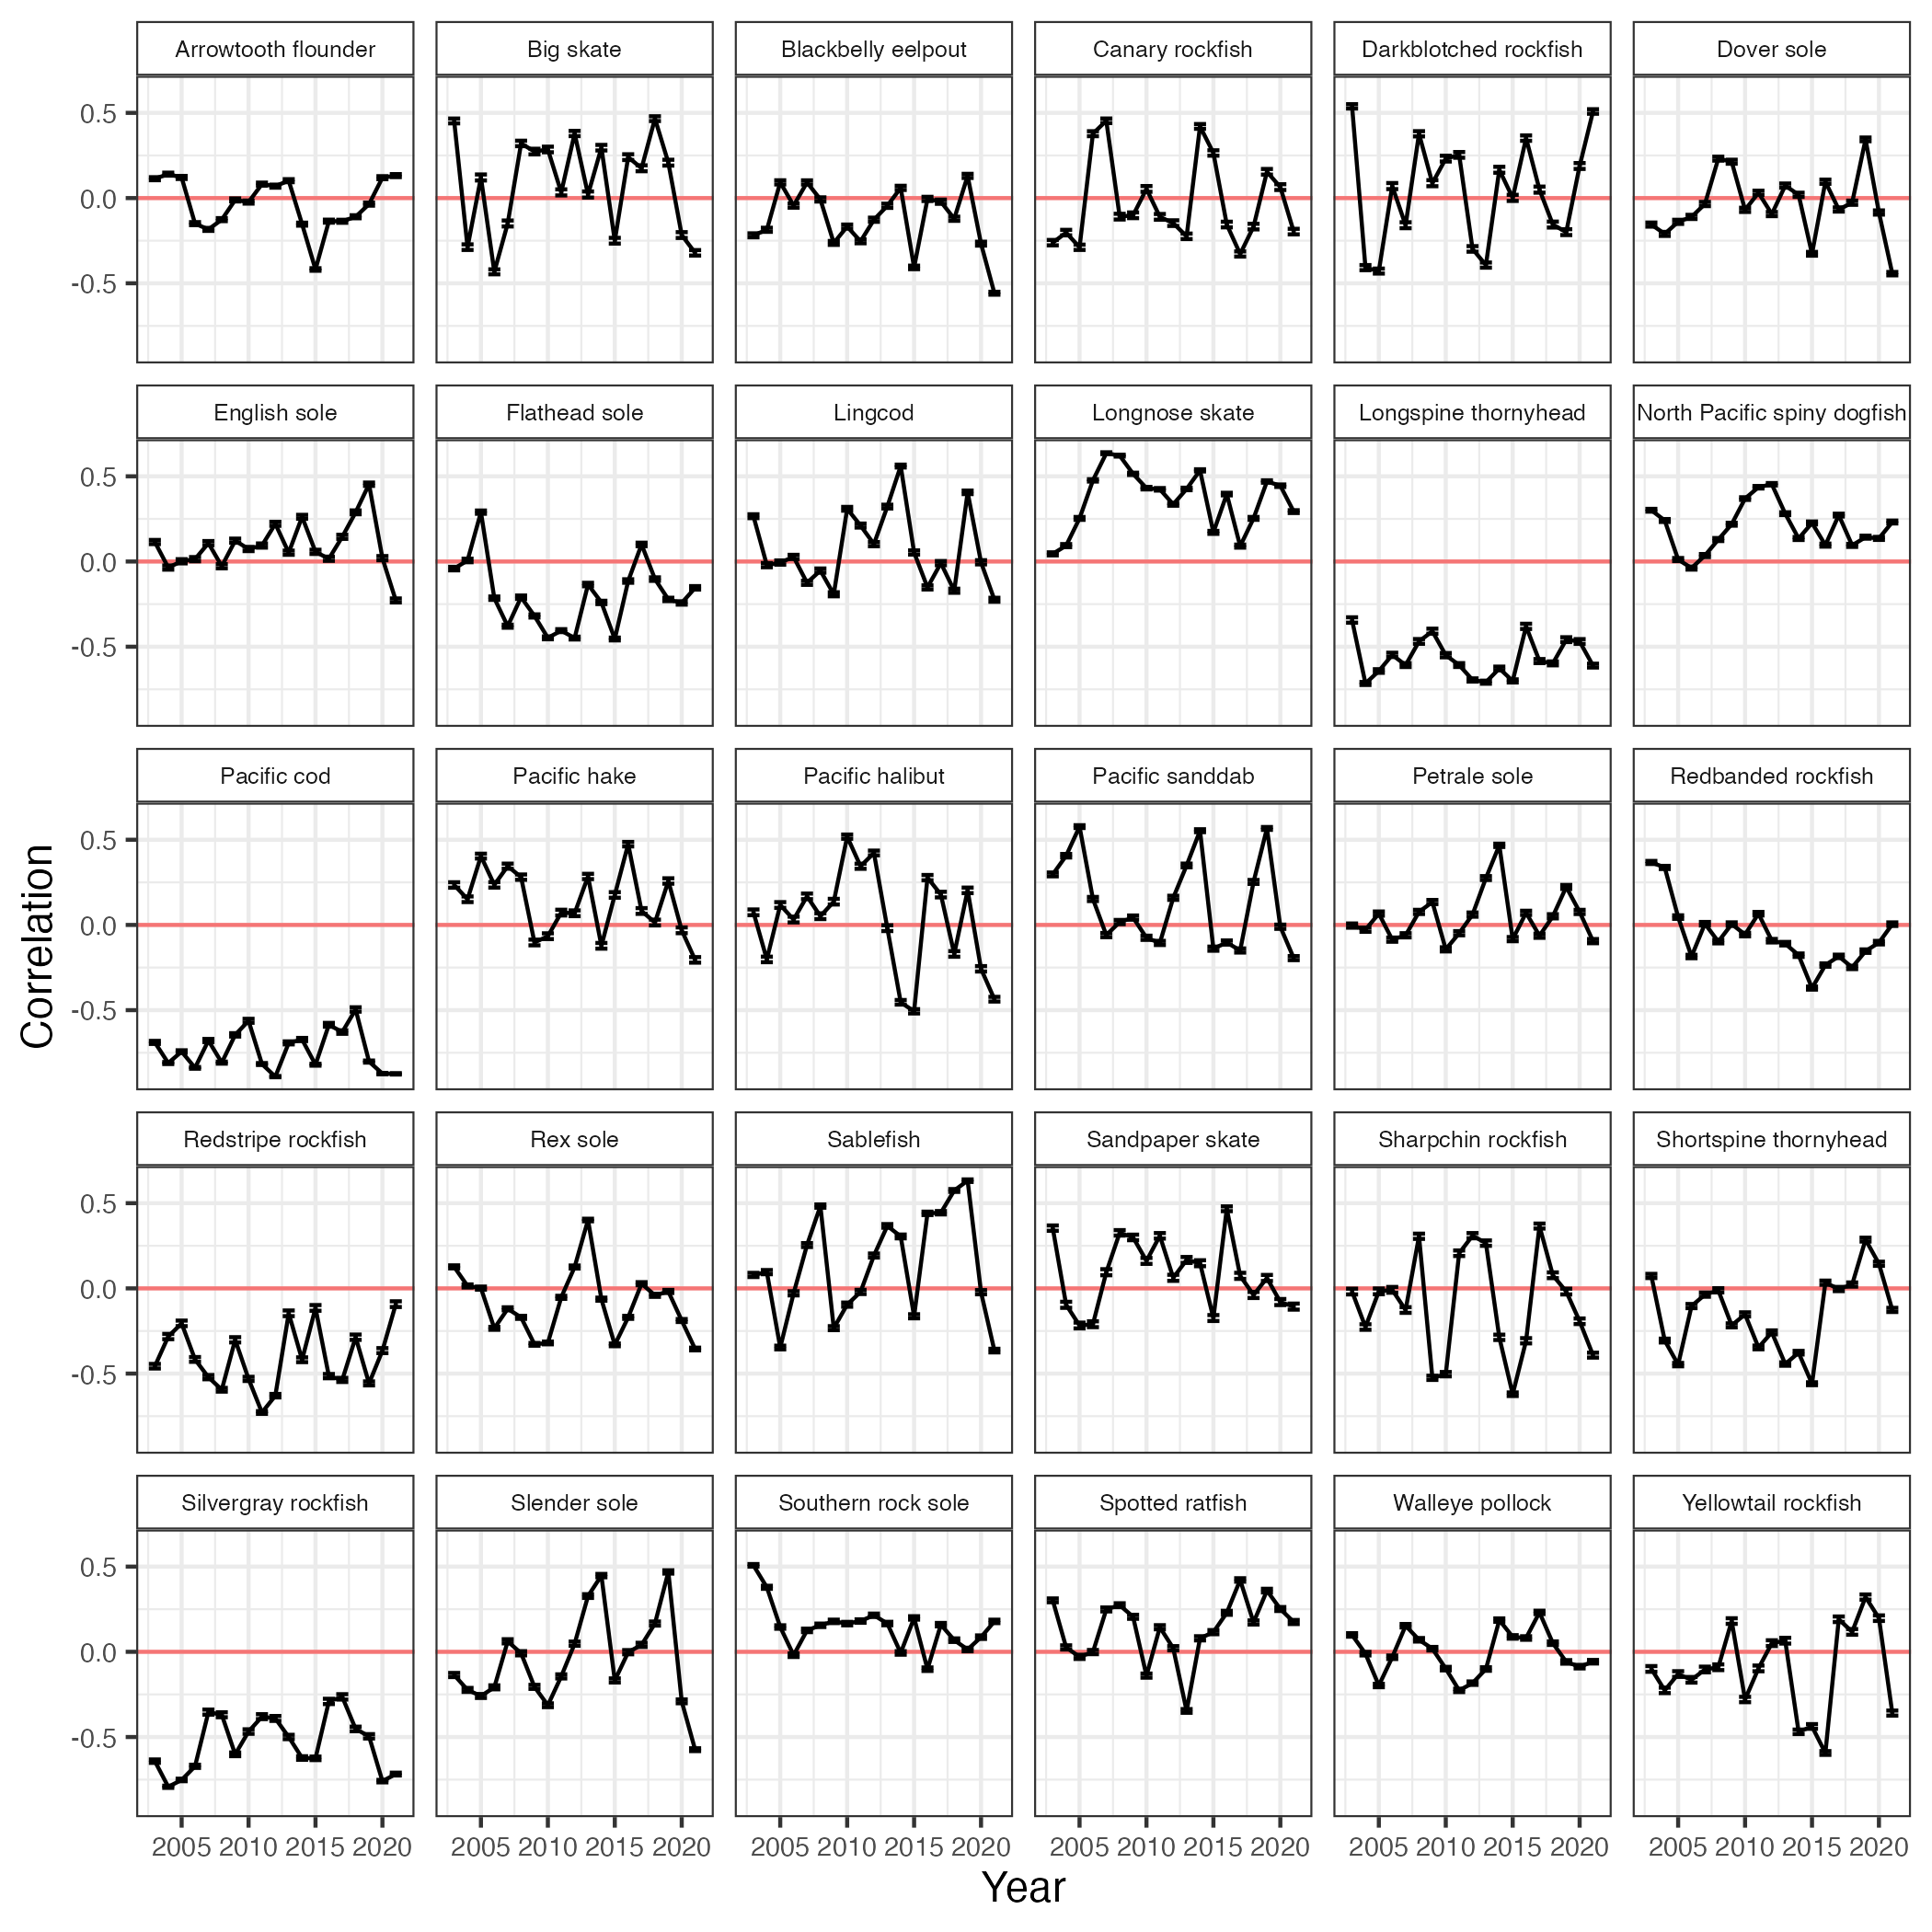 Arrowtooth flounder Big skate Blackbelly eelpout Canary rockfish Darkblotched rockfish Dover sole
0.5
0.0
-0.5
English sole Flathead sole Lingcod Longnose skate Longspine thornyhead North Pacific spiny dogfish
0.5
0.0
-0.5
Pacific cod Pacific hake Pacific halibut Pacific sanddab Petrale sole Redbanded rockfish
0.5
0.0
-0.5
Correlation
Redstripe rockfish Rex sole Sablefish Sandpaper skate Sharpchin rockfish Shortspine thornyhead
0.5
0.0
-0.5
Silvergray rockfish Slender sole Southern rock sole Spotted ratfish Walleye pollock Yellowtail rockfish
0.5
0.0
-0.5
2005 2010 2015 2020 2005 2010 2015 2020 2005 2010 2015 2020 2005 2010 2015 2020 2005 2010 2015 2020 2005 2010 2015 2020
Year